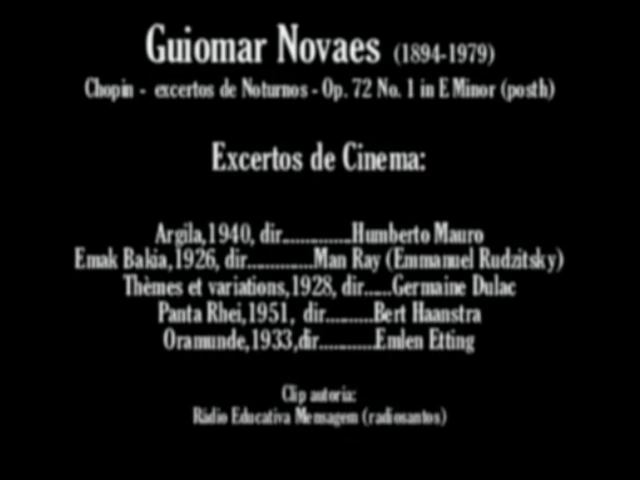 Guiomar Novaes (1894-1979)
Chopin - excertos de Noturnos - Op. 72 No. 1 in E Minor (posth)
Excertos de Cinema:
Argila,1940, dir..............Humberto Mauro
Emak Bakia,1926, dir..............Man Ray (Emmanuel Rudzitsky)
Thèmes et variations,1928, dir......Germaine Dulac
Panta Rhei,1951, dir..........Bert Haanstra
Oramunde,1933,dir............Emlen Etting
Clip autoria:
Rádio Educativa Mensagem (radiosantos)